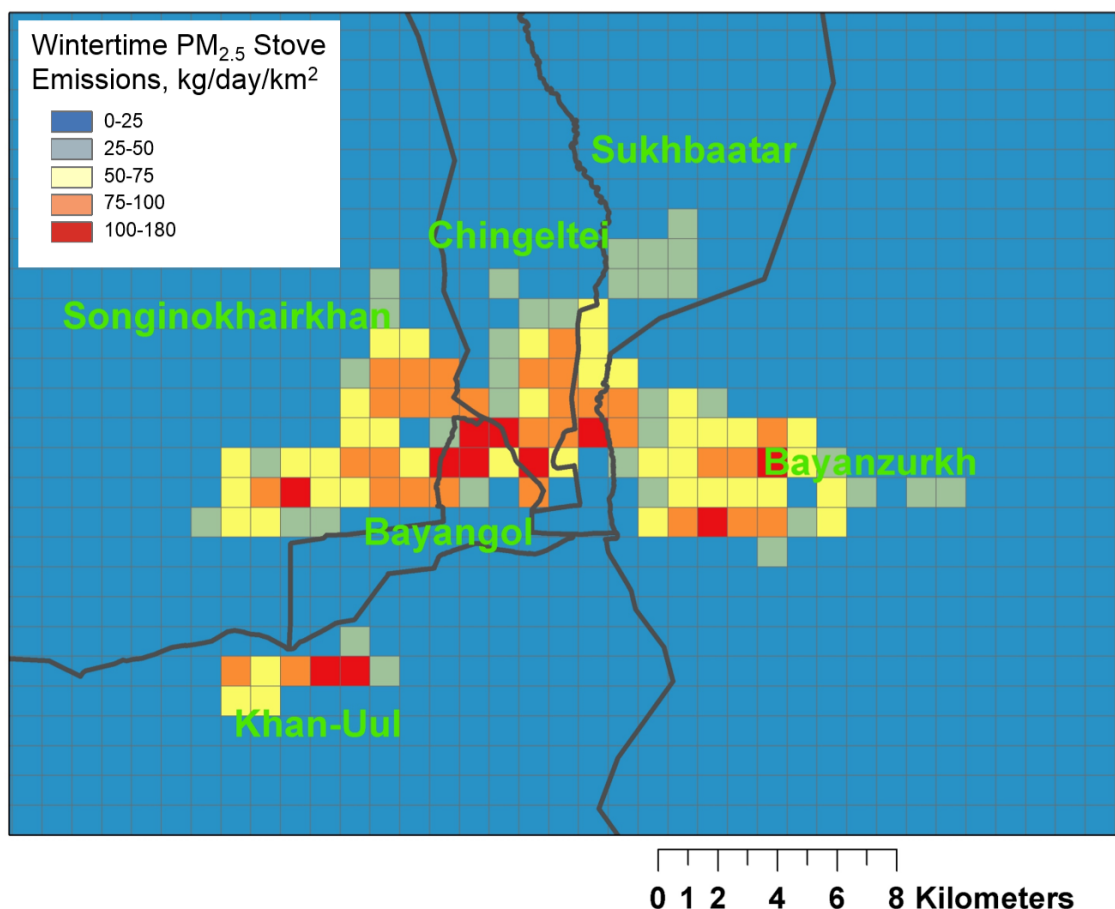 Wintertime PM2.5 Stove
Emissions, kg/day/km²
0-25
25-50
50-75
75-100
100-180
Sukhbaatar
Chingeltei
Songinokhairkhan
Bayanzurkh
Bayangol
Khan-Uul
0 1 2 4 6 8 Kilometers